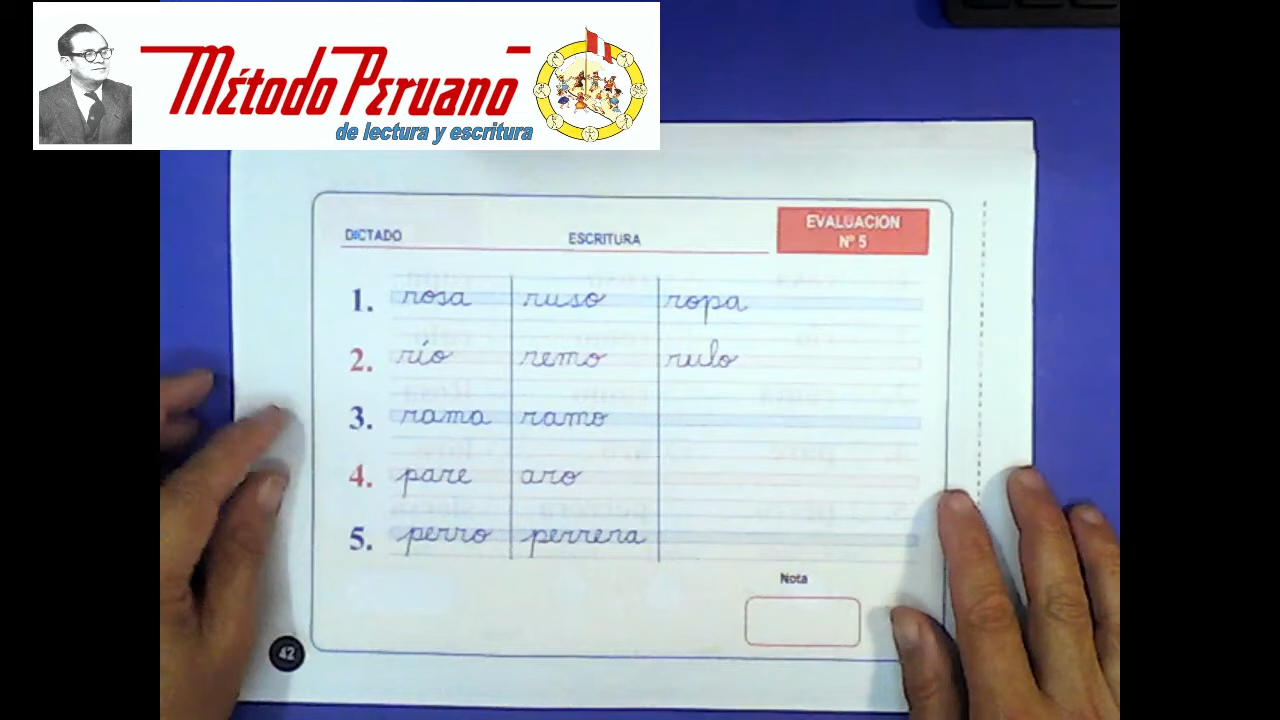 Método Peruano
de lectura y escritura
DICTADO ESCRITURA EVALUACION
Nº 5
1. rosa ruso ropa
2. río remo rulo
3. rama ramo
4. pare aro
5. perro perrera
Nota
42